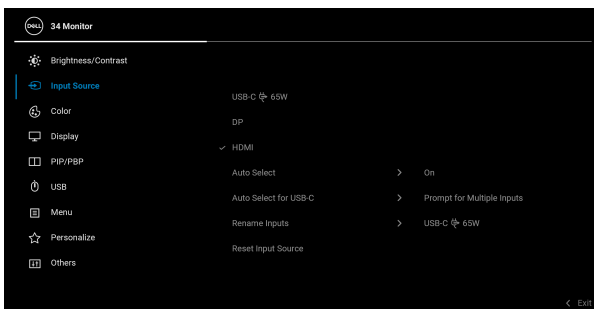 DELL 34 Monitor
Brightness/Contrast
Input Source
USB-C 65W
Color
DP
Display
HDMI
PIP/PBP
Auto Select On
USB
Auto Select for USB-C Prompt for Multiple Inputs
Menu
Rename Inputs USB-C 65W
Personalize
Reset Input Source
Others
Exit